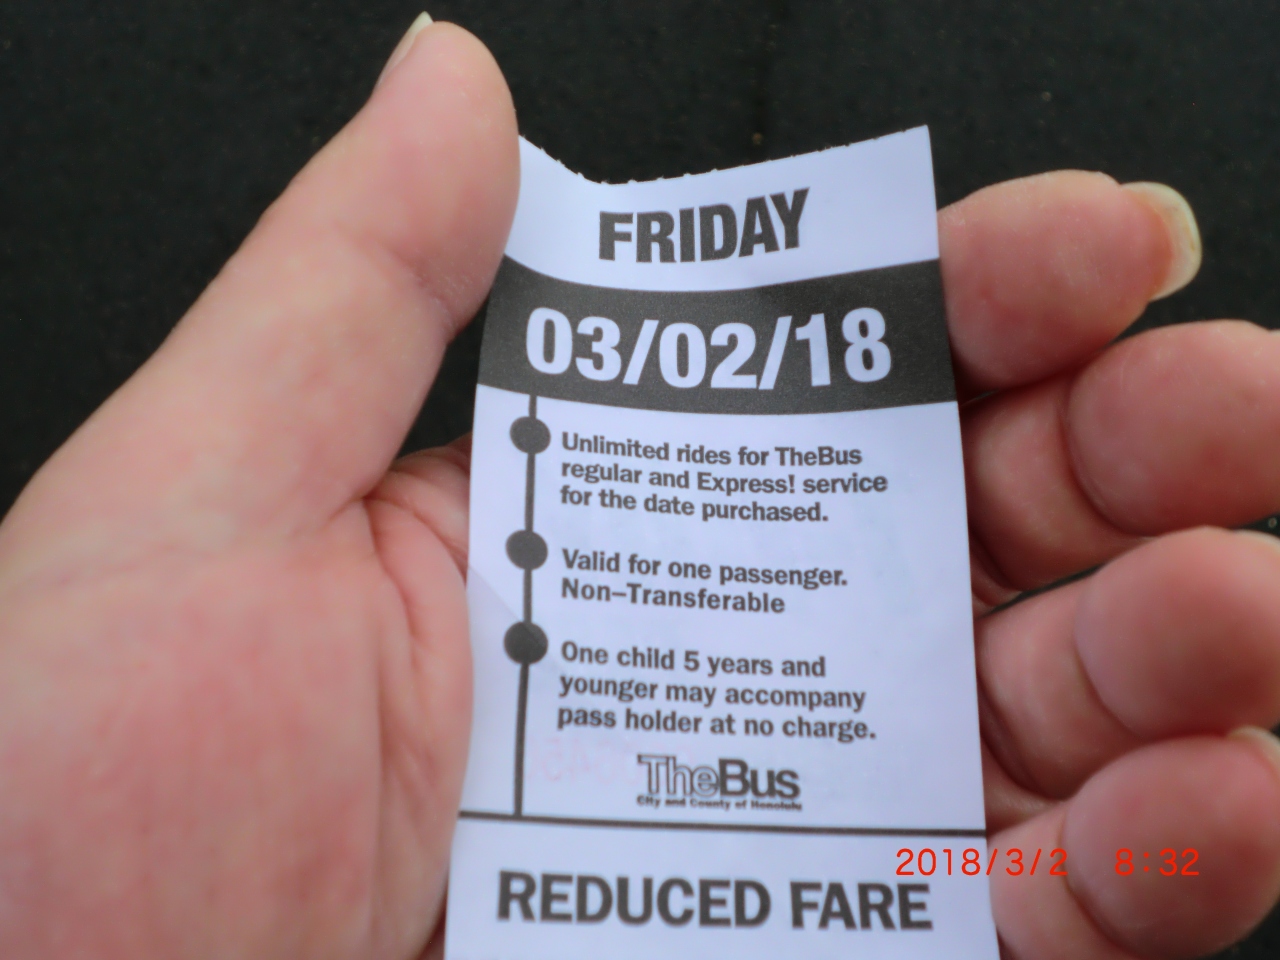 FRIDAY
03/02/18
Unlimited rides for TheBus
regular and Express! service
for the date purchased.
Valid for one passenger.
Non–Transferable
One child 5 years and
younger may accompany
pass holder at no charge.
TheBus
City and County of Honolulu
REDUCED FARE
2018/3/2 8:32